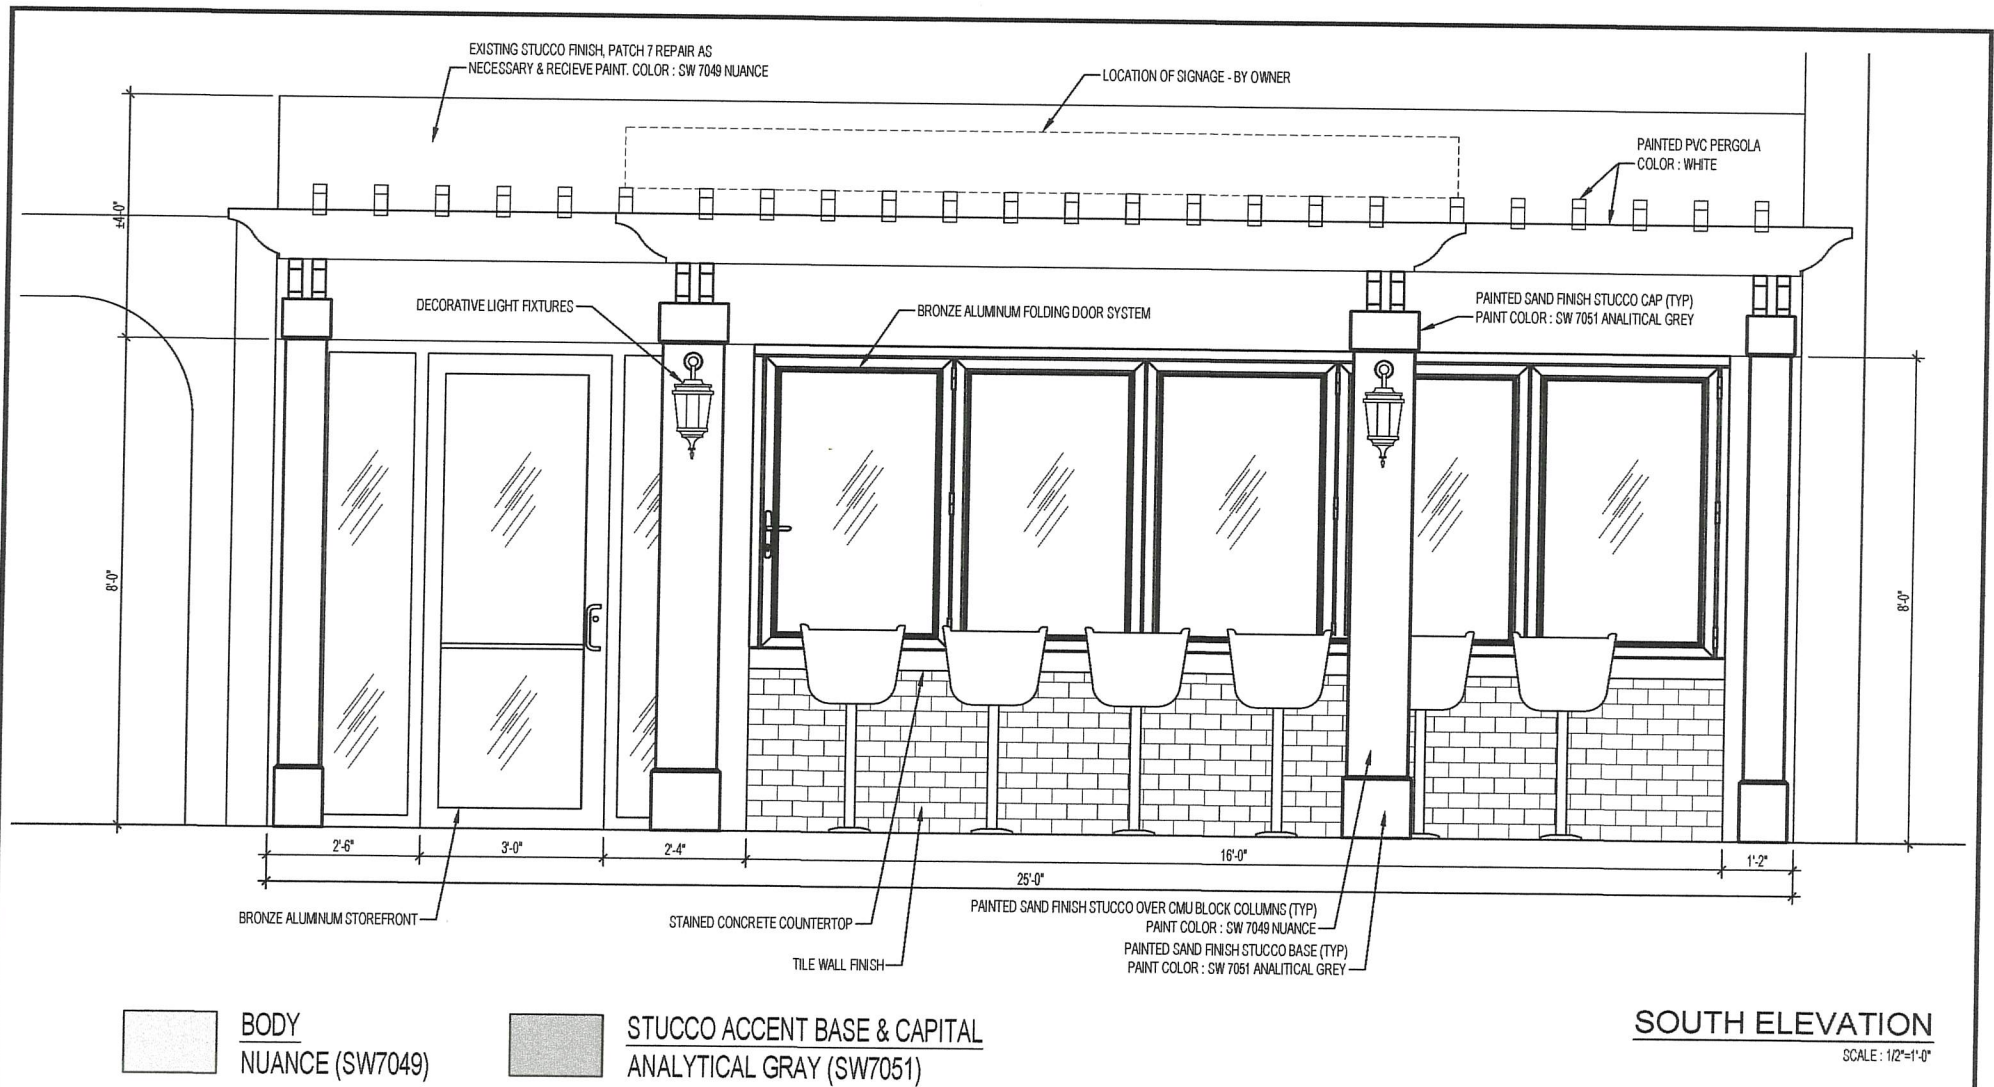 EXISTING STUCCO FINISH, PATCH 7 REPAIR AS
NECESSARY & RECIEVE PAINT. COLOR : SW 7049 NUANCE
LOCATION OF SIGNAGE - BY OWNER
PAINTED PVC PERGOLA
COLOR : WHITE
±4'-0"
DECORATIVE LIGHT FIXTURES
BRONZE ALUMINUM FOLDING DOOR SYSTEM
PAINTED SAND FINISH STUCCO CAP (TYP)
PAINT COLOR : SW 7051 ANALITICAL GREY
8'-0"
8'-0"
2'-6"
3'-0"
2'-4"
16'-0"
1'-2"
25'-0"
BRONZE ALUMINUM STOREFRONT
STAINED CONCRETE COUNTERTOP
TILE WALL FINISH
PAINTED SAND FINISH STUCCO OVER CMU BLOCK COLUMNS (TYP)
PAINT COLOR : SW 7049 NUANCE
PAINTED SAND FINISH STUCCO BASE (TYP)
PAINT COLOR : SW 7051 ANALITICAL GREY
BODY
NUANCE (SW7049)
STUCCO ACCENT BASE & CAPITAL
ANALYTICAL GRAY (SW7051)
SOUTH ELEVATION
SCALE : 1/2"=1'-0"